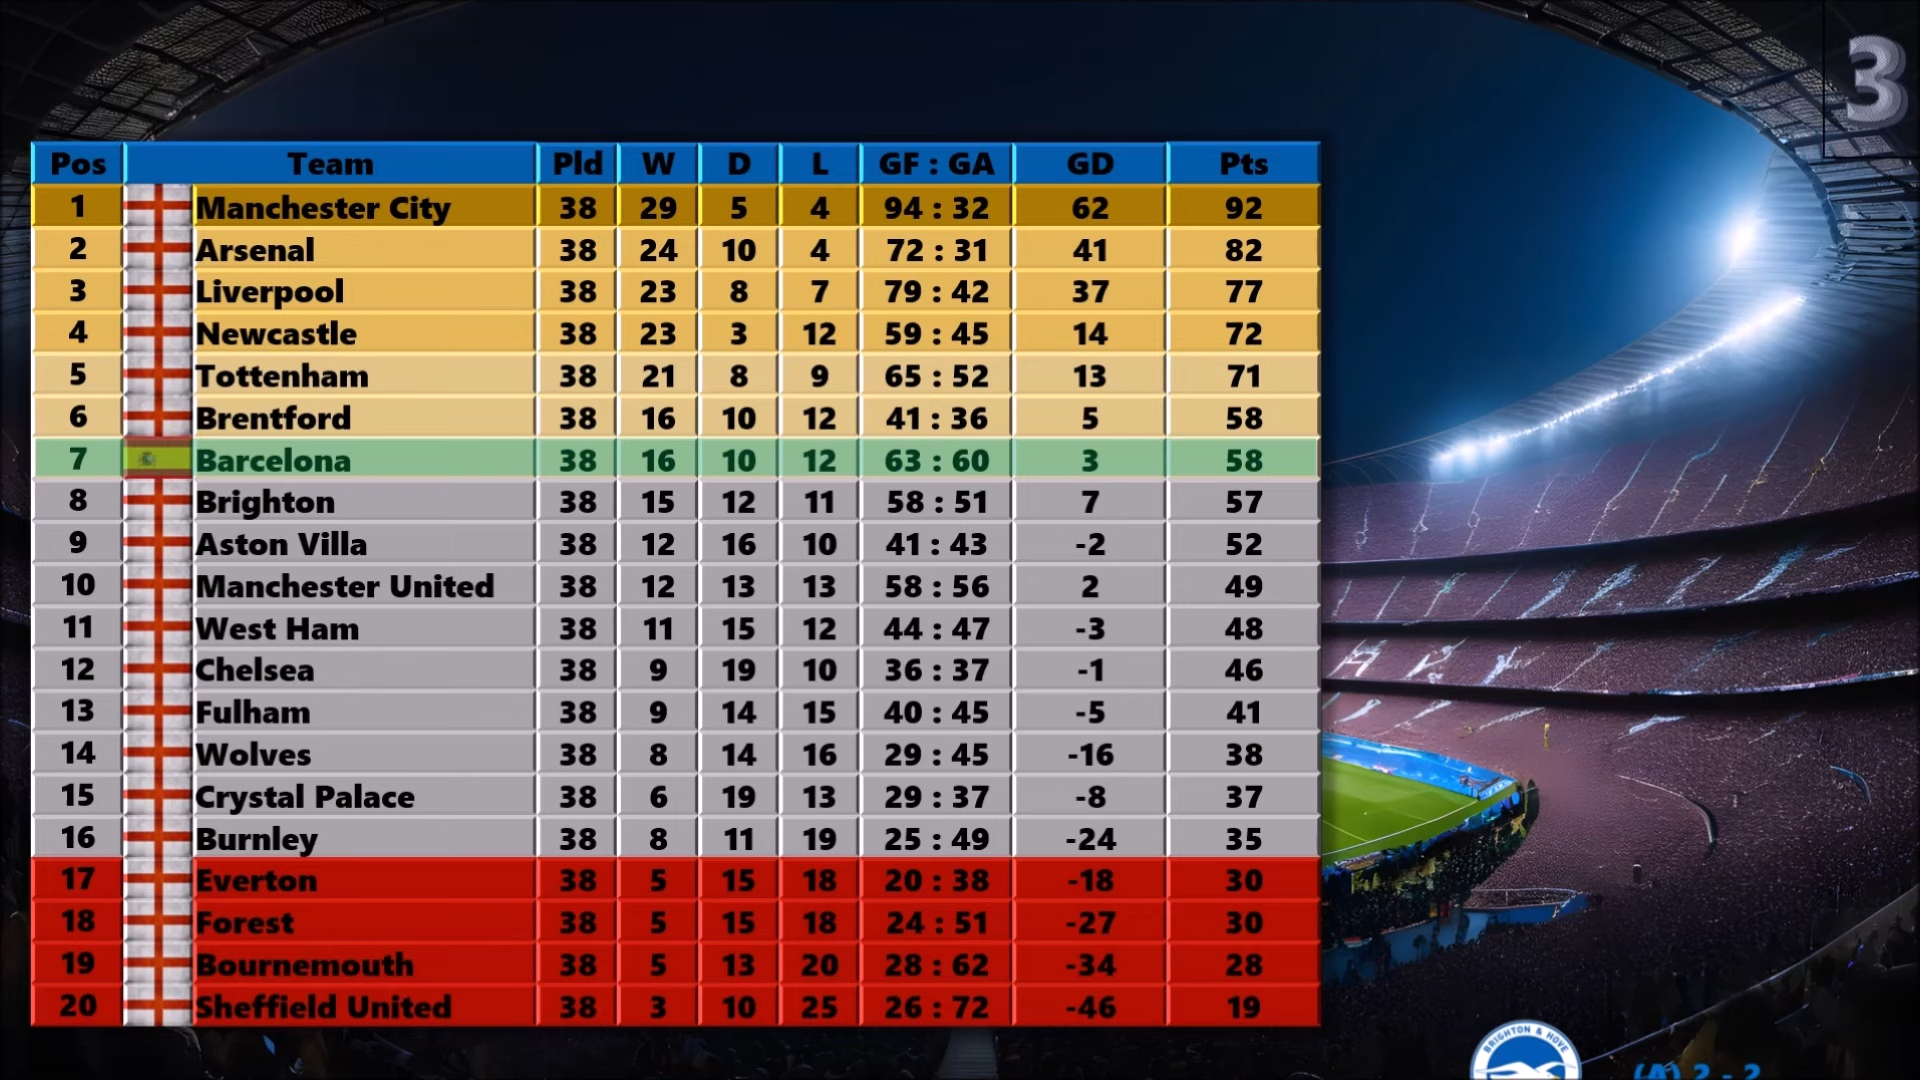 3
Pos Team Pld W D L GF : GA GD Pts
1 Manchester City 38 29 5 4 94 : 32 62 92
2 Arsenal 38 24 10 4 72 : 31 41 82
3 Liverpool 38 23 8 7 79 : 42 37 77
4 Newcastle 38 23 3 12 59 : 45 14 72
5 Tottenham 38 21 8 9 65 : 52 13 71
6 Brentford 38 16 10 12 41 : 36 5 58
7 Barcelona 38 16 10 12 63 : 60 3 58
8 Brighton 38 15 12 11 58 : 51 7 57
9 Aston Villa 38 12 16 10 41 : 43 -2 52
10 Manchester United 38 12 13 13 58 : 56 2 49
11 West Ham 38 11 15 12 44 : 47 -3 48
12 Chelsea 38 9 19 10 36 : 37 -1 46
13 Fulham 38 9 14 15 40 : 45 -5 41
14 Wolves 38 8 14 16 29 : 45 -16 38
15 Crystal Palace 38 6 19 13 29 : 37 -8 37
16 Burnley 38 8 11 19 25 : 49 -24 35
17 Everton 38 5 15 18 20 : 38 -18 30
18 Forest 38 5 15 18 24 : 51 -27 30
19 Bournemouth 38 5 13 20 28 : 62 -34 28
20 Sheffield United 38 3 10 25 26 : 72 -46 19
BRIGHTON & HOVE
(A) 2 - 2